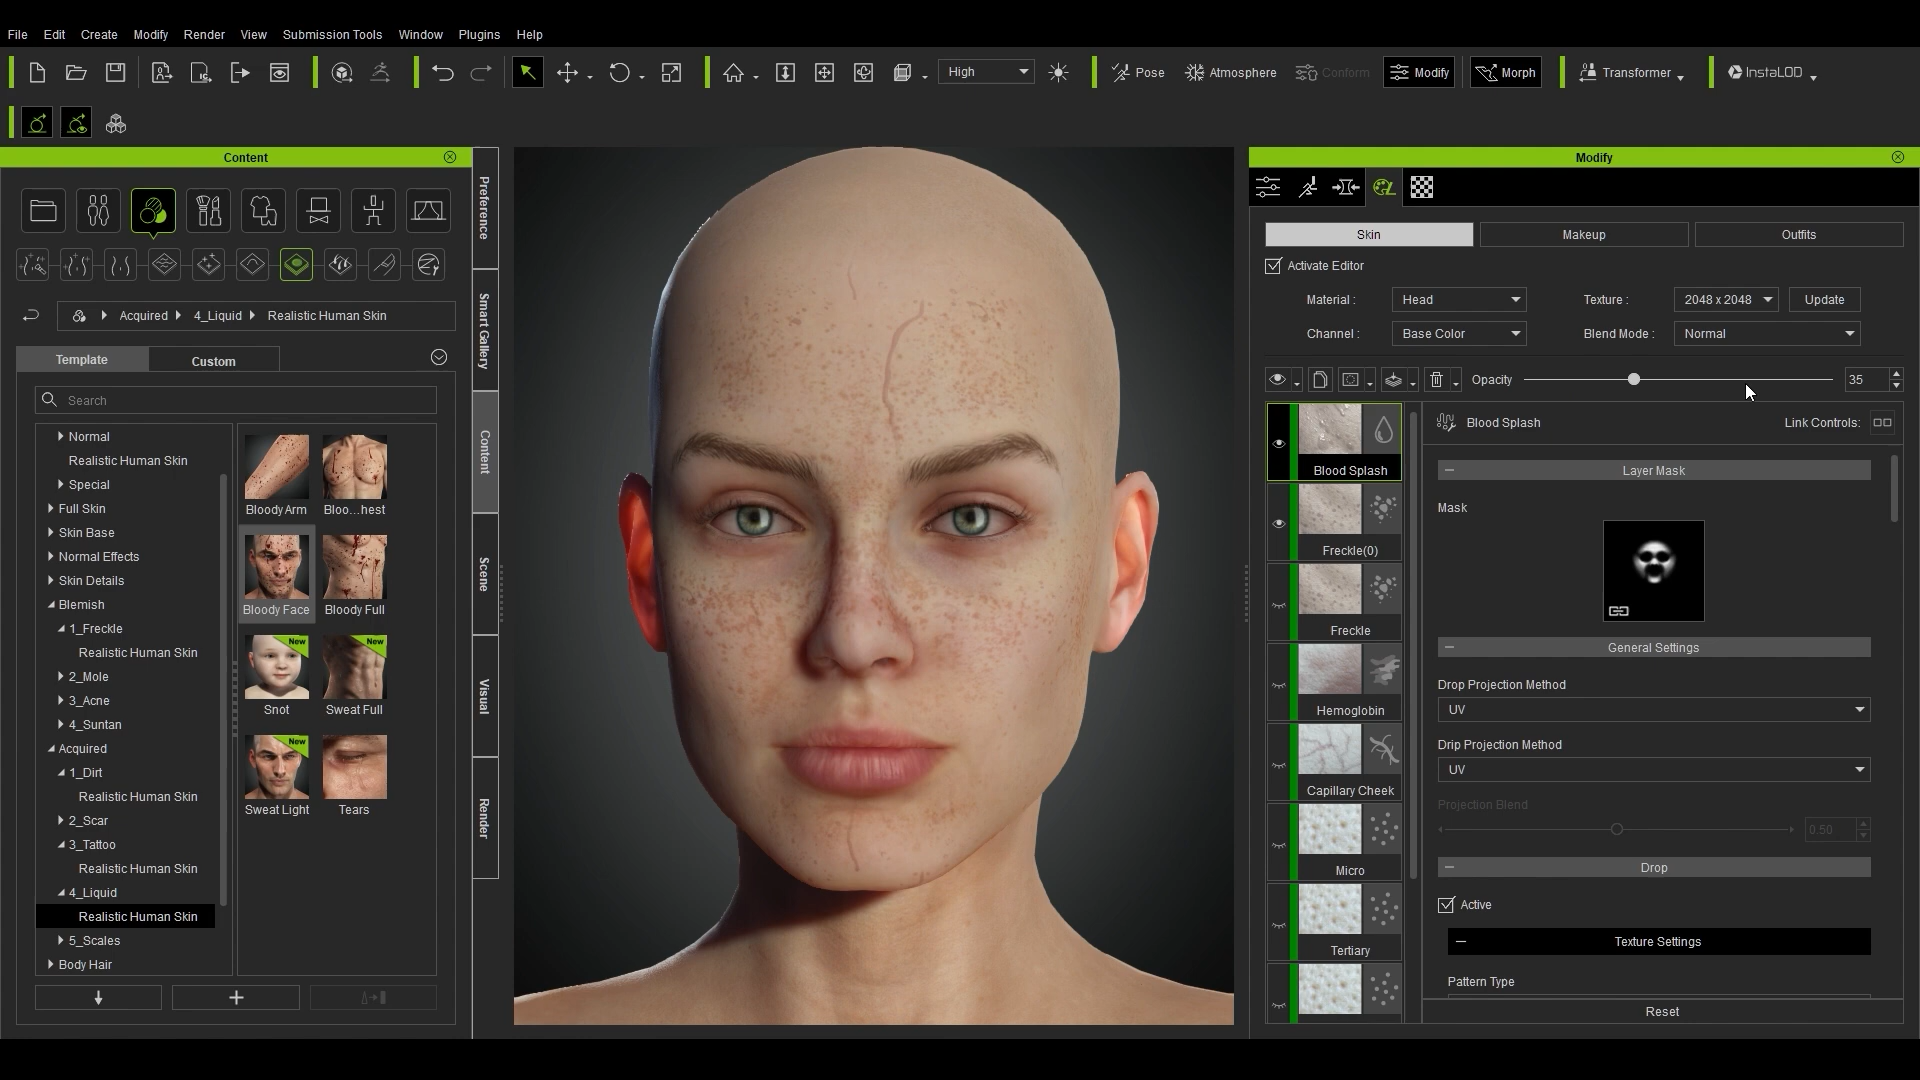 File Edit Create Modify Render View Submission Tools Window Plugins Help
High Pose Atmosphere Conform Modify Morph Transformer InstaLOD
Content
Acquired 4_Liquid Realistic Human Skin
Template Custom
Search
Normal
Realistic Human Skin
Special
Full Skin
Skin Base
Normal Effects
Skin Details
Blemish
1_Freckle
Realistic Human Skin
2_Mole
3_Acne
4_Suntan
Acquired
1_Dirt
Realistic Human Skin
2_Scar
3_Tattoo
Realistic Human Skin
4_Liquid
Realistic Human Skin
5_Scales
Body Hair
Bloody Arm Bloo...hest
Bloody Face Bloody Full
New New
Snot Sweat Full
New
Sweat Light Tears
Preference
Smart Gallery
Content
Scene
Visual
Render
Modify
Skin Makeup Outfits
Activate Editor
Material : Head Texture : 2048 x 2048 Update
Channel : Base Color Blend Mode : Normal
Opacity 35
Blood Splash
Freckle(0)
Freckle
Hemoglobin
Capillary Cheek
Micro
Tertiary
Blood Splash Link Controls:
Layer Mask
Mask
General Settings
Drop Projection Method
UV
Drip Projection Method
UV
Projection Blend
0.50
Drop
Active
Texture Settings
Pattern Type
Reset